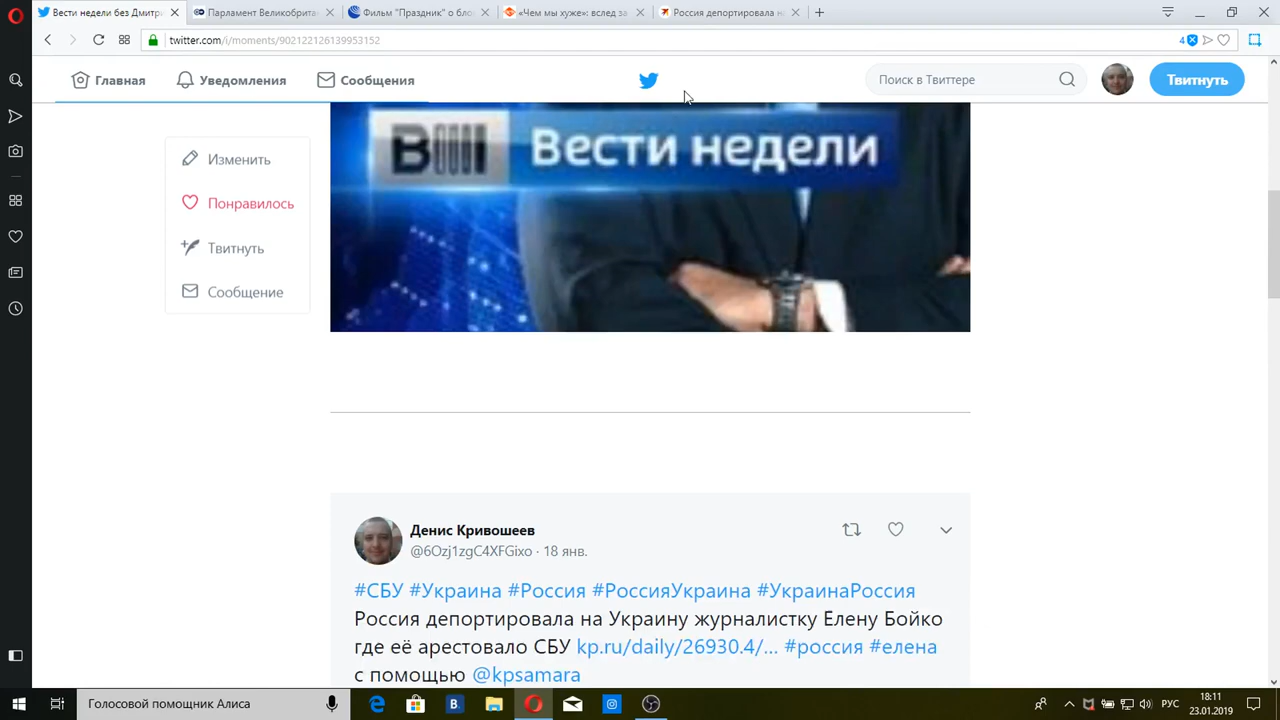 Вести недели без Дмитр
Парламент Великобритан
Фильм "Праздник" о бло
«Чем мы хуже»: вслед за
Россия депортировала на
twitter.com/i/moments/902122126139953152
4
Главная
Уведомления
Сообщения
Поиск в Твиттере
Твитнуть
В
Вести недели
Изменить
Понравилось
Твитнуть
Сообщение
Денис Кривошеев
@6Ozj1zgC4XFGixo · 18 янв.
#СБУ #Украина #Россия #РоссияУкраина #УкраинаРоссия
Россия депортировала на Украину журналистку Елену Бойко
где её арестовало СБУ kp.ru/daily/26930.4/... #россия #елена
с помощью @kpsamara
Голосовой помощник Алиса
РУС
18:11
23.01.2019